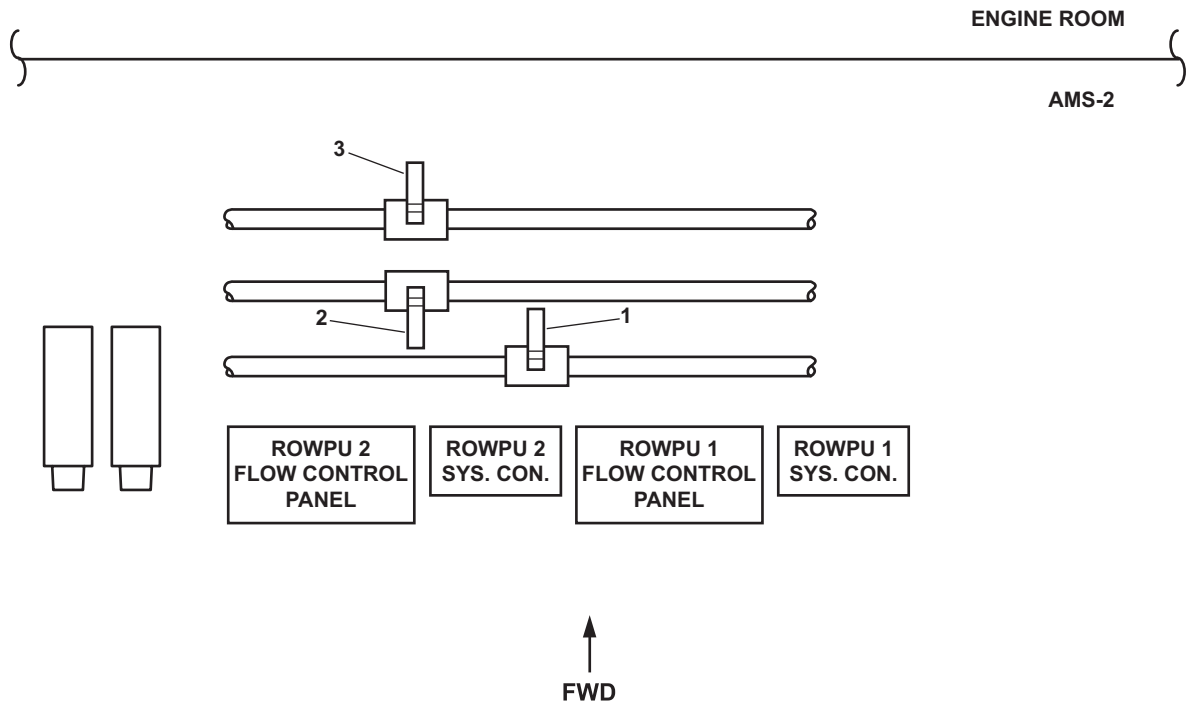 ENGINE ROOM
AMS-2
3
2
1
ROWPU 2
FLOW CONTROL
PANEL
ROWPU 2
SYS. CON.
ROWPU 1
FLOW CONTROL
PANEL
ROWPU 1
SYS. CON.
FWD